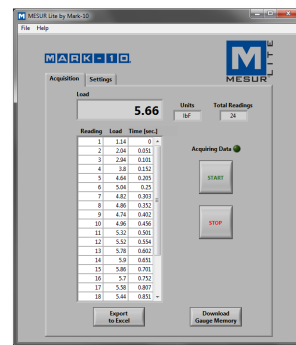 MESUR Lite by Mark-10
File Help
MARK-10
M
LITE
MESUR
Acquisition Settings
Load
5.66
Units
lbF
Total Readings
24
Reading Load Time [sec.]
1 1.14 0
2 2.04 0.051
3 2.94 0.101
4 3.8 0.152
5 4.64 0.205
6 5.04 0.25
7 4.82 0.303
8 4.86 0.352
9 4.74 0.402
10 4.96 0.456
11 5.32 0.501
12 5.52 0.554
13 5.78 0.602
14 5.9 0.651
15 5.86 0.701
16 5.7 0.752
17 5.58 0.807
18 5.44 0.851
Acquiring Data
START
STOP
Export
to Excel
Download
Gauge Memory